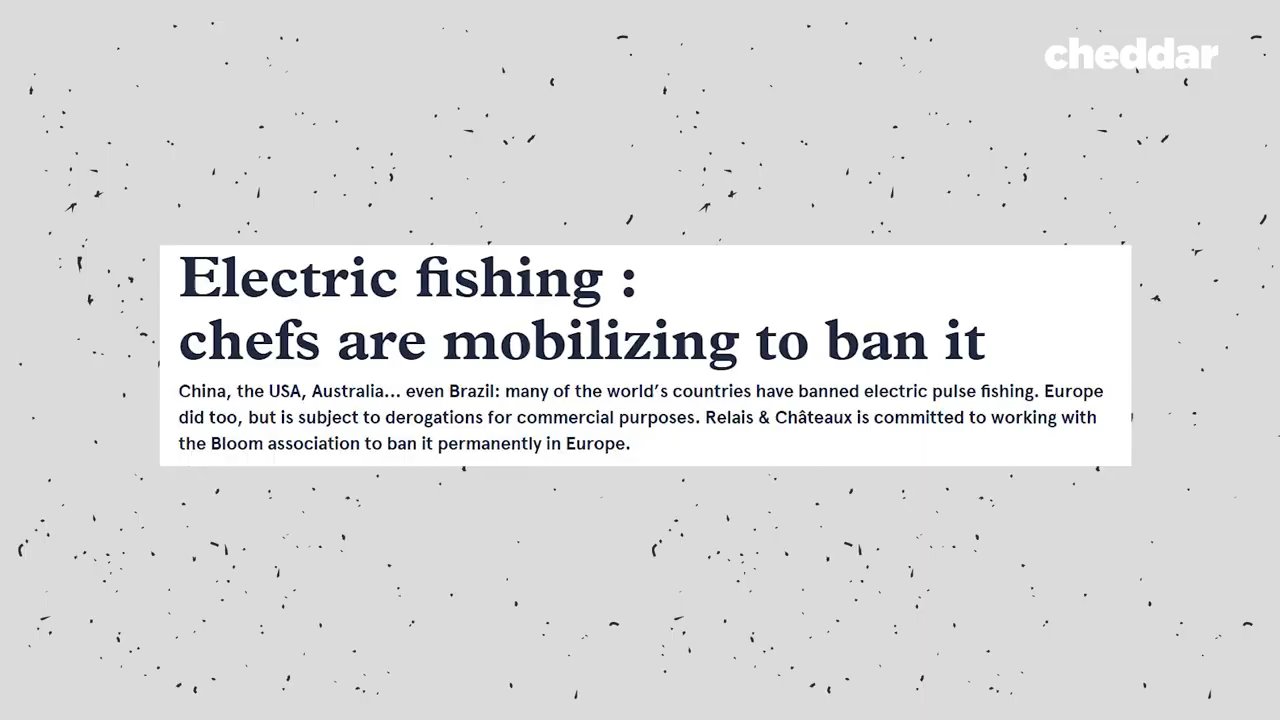 cheddar
Electric fishing :
chefs are mobilizing to ban it
China, the USA, Australia... even Brazil: many of the world's countries have banned electric pulse fishing. Europe
did too, but is subject to derogations for commercial purposes. Relais & Châteaux is committed to working with
the Bloom association to ban it permanently in Europe.